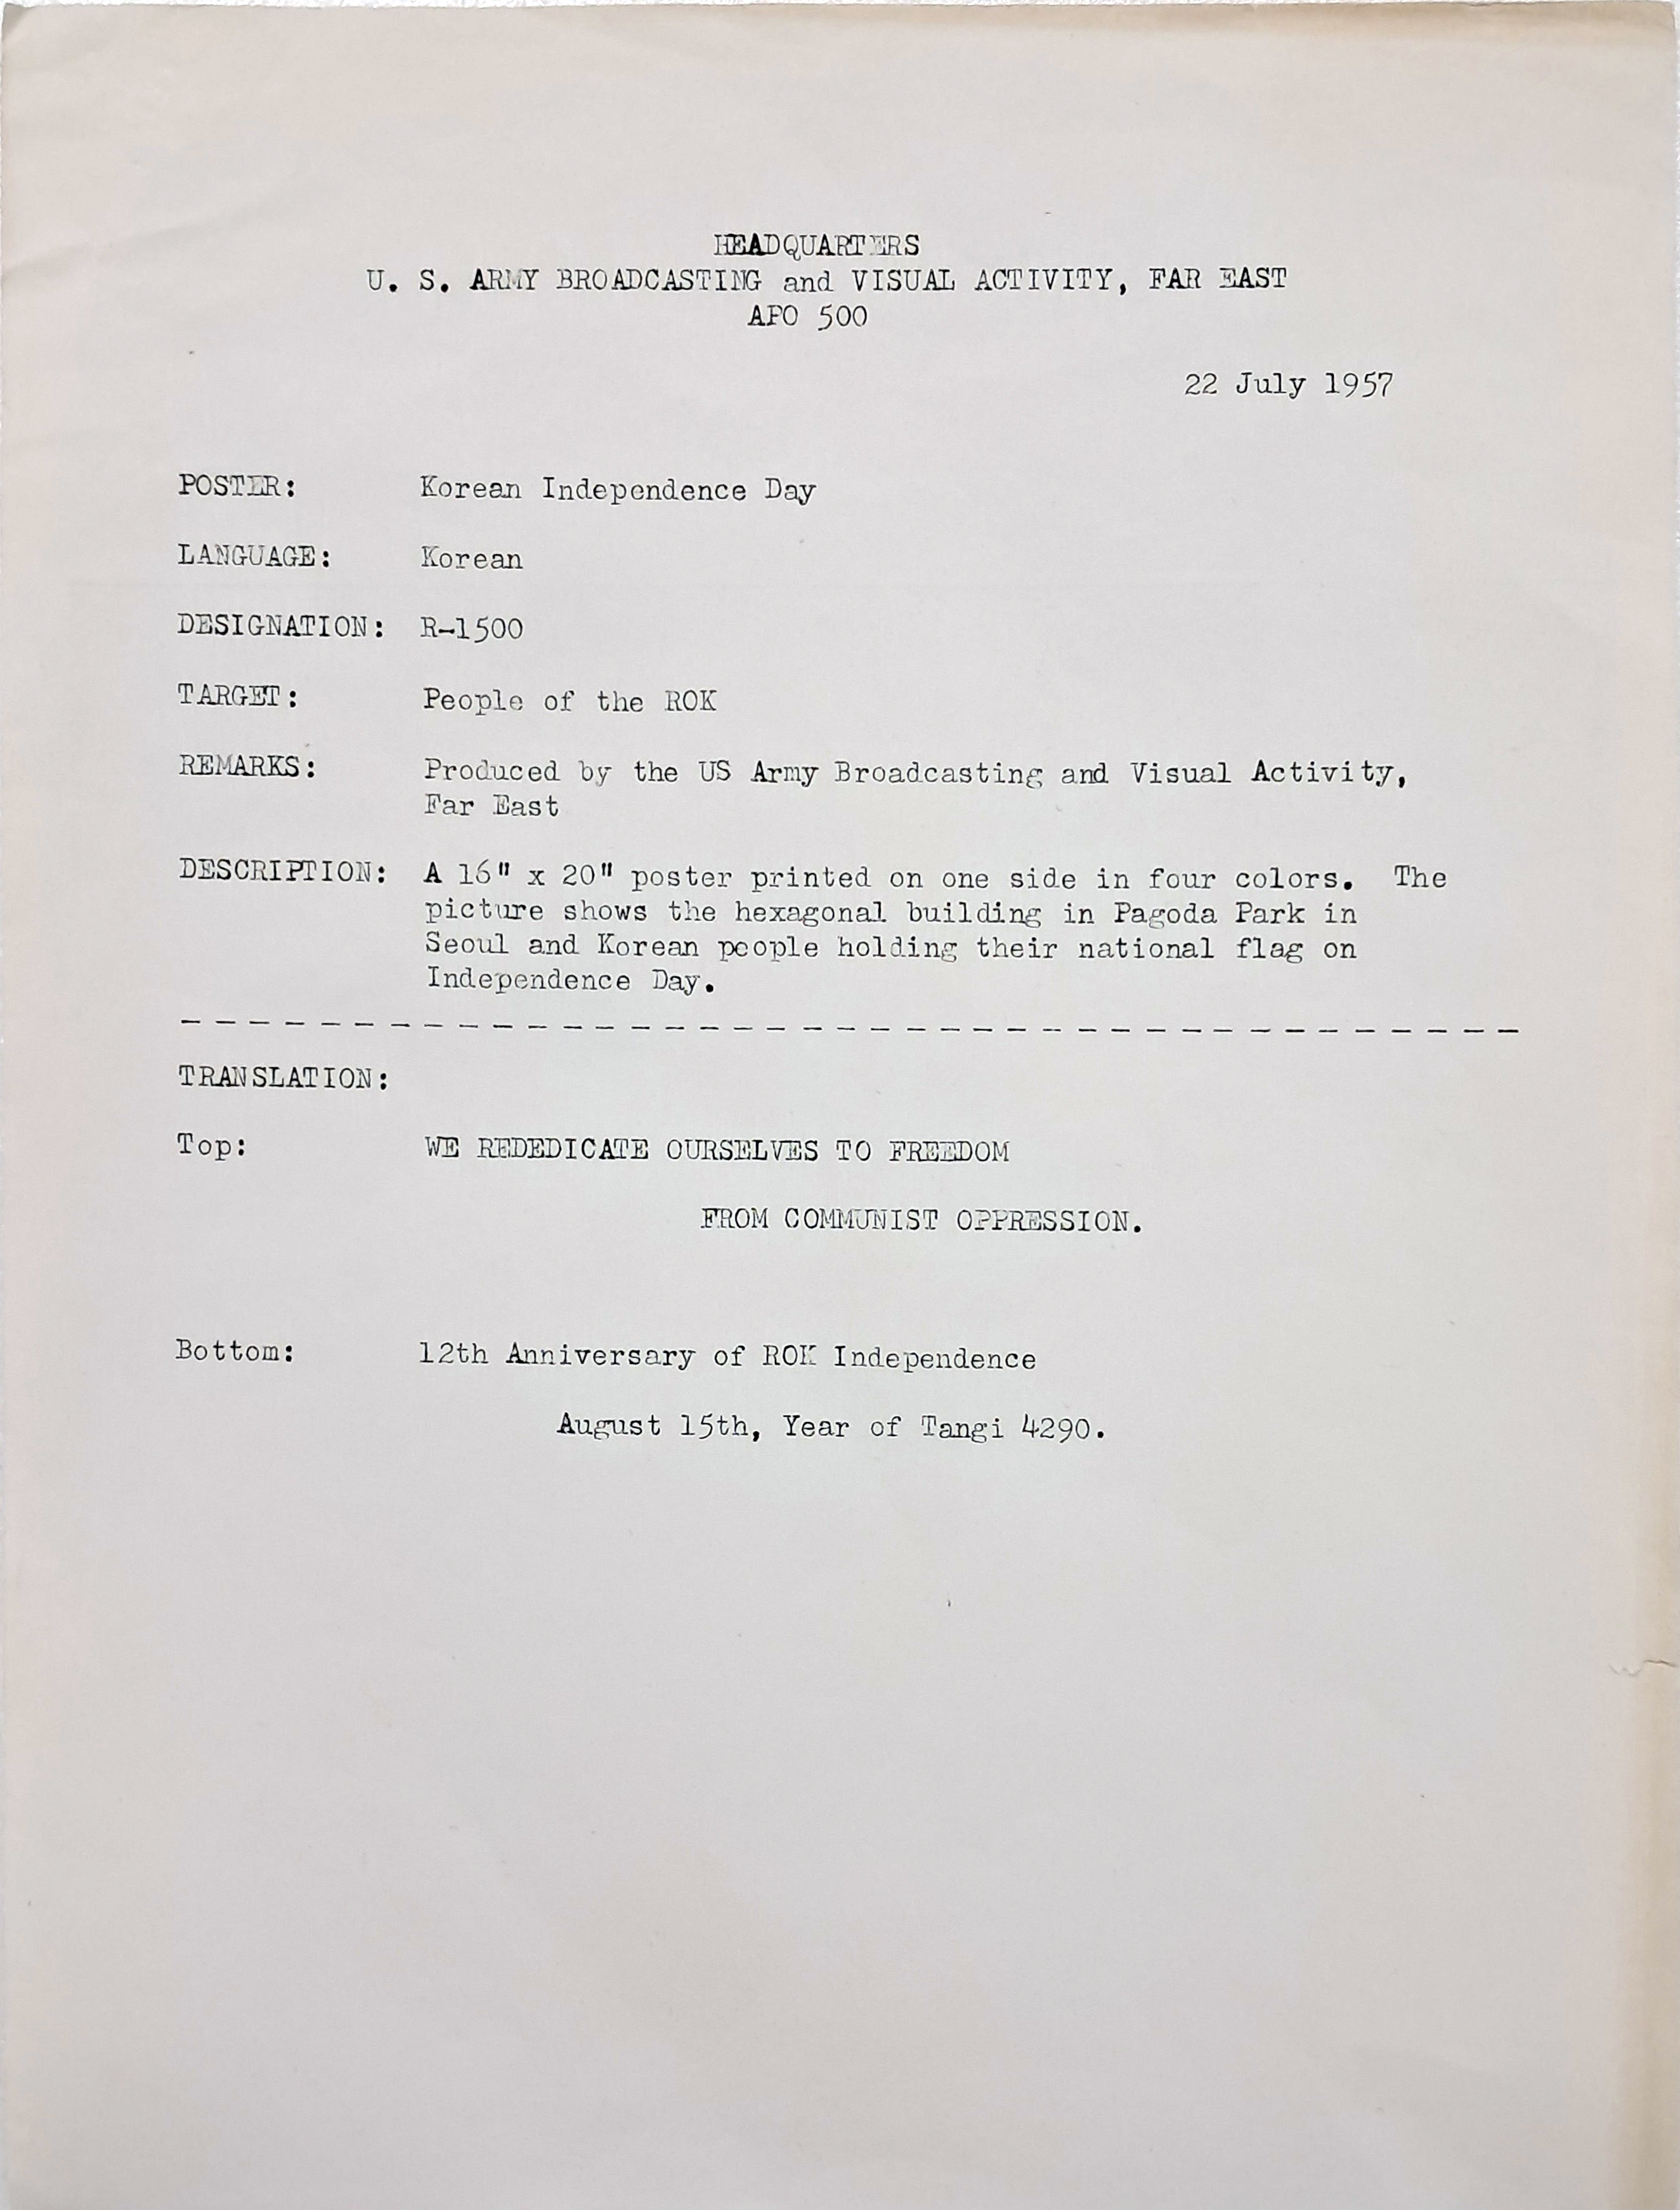 HEADQUARTERS
U. S. ARMY BROADCASTING and VISUAL ACTIVITY, FAR EAST
APO 500
22 July 1957
POSTER: Korean Independence Day
LANGUAGE: Korean
DESIGNATION: R-1500
TARGET: People of the ROK
REMARKS: Produced by the US Army Broadcasting and Visual Activity,
Far East
DESCRIPTION: A 16" x 20" poster printed on one side in four colors. The
picture shows the hexagonal building in Pagoda Park in
Seoul and Korean people holding their national flag on
Independence Day.
TRANSLATION:
Top: WE REDEDICATE OURSELVES TO FREEDOM
FROM COMMUNIST OPPRESSION.
Bottom: 12th Anniversary of ROK Independence
August 15th, Year of Tangi 4290.